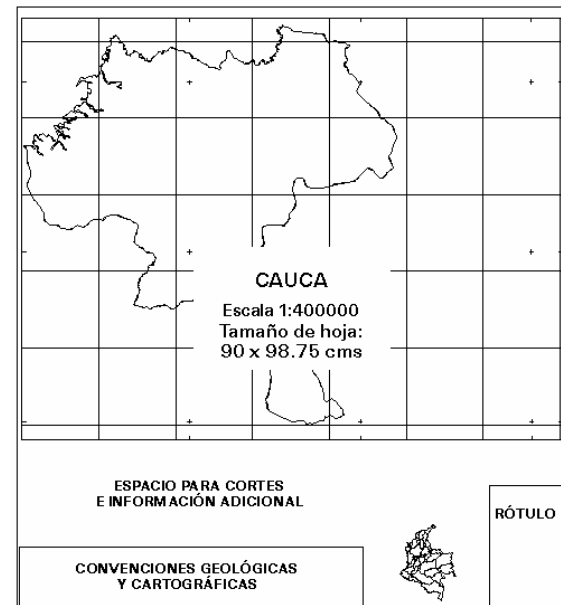 CAUCA
Escala 1:400000
Tamaño de hoja:
90 x 98.75 cms
ESPACIO PARA CORTES
E INFORMACIÓN ADICIONAL
RÓTULO
CONVENCIONES GEOLÓGICAS
Y CARTOGRÁFICAS